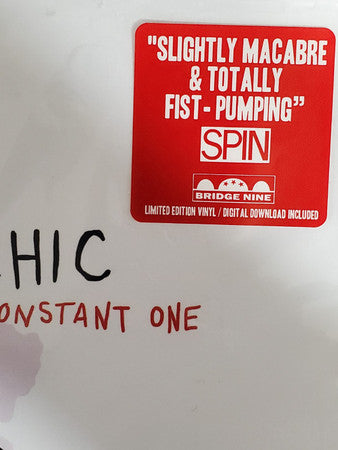 "SLIGHTLY MACABRE
& TOTALLY
FIST-PUMPING"
SPIN
BRIDGE NINE
LIMITED EDITION VINYL / DIGITAL DOWNLOAD INCLUDED
HIC
ONSTANT ONE